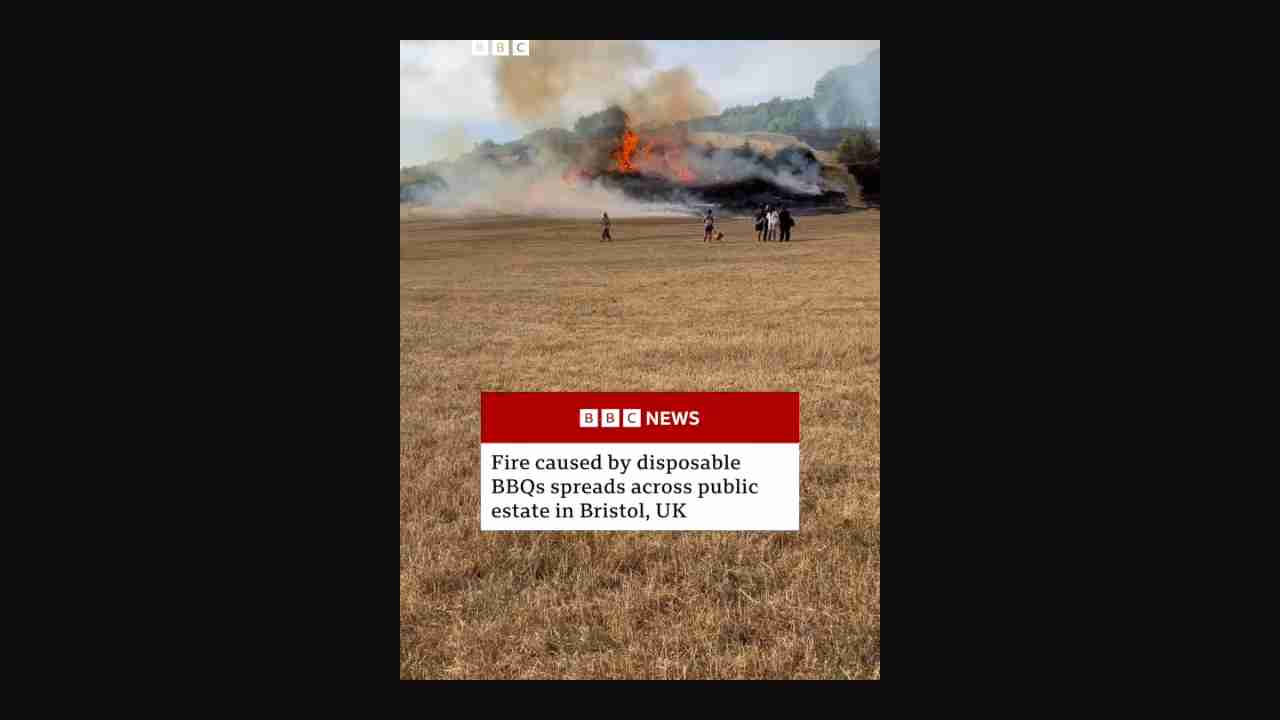 BBC
BBC NEWS
Fire caused by disposable
BBQs spreads across public
estate in Bristol, UK